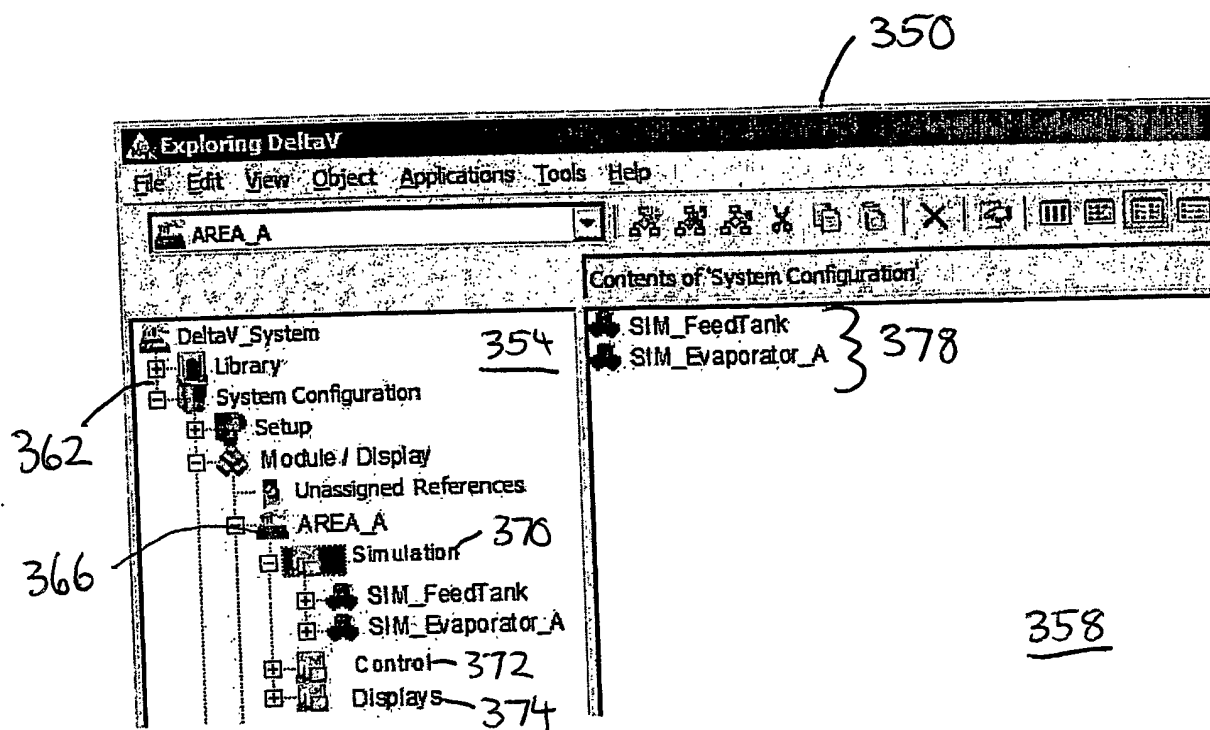 350
Exploring DeltaV
File Edit View Object Applications Tools Help
AREA_A
Contents of 'System Configuration'
DeltaV_System
354
Library
System Configuration
Setup
Module / Display
Unassigned References
AREA_A
Simulation 370
SIM_FeedTank
SIM_Evaporator_A
Control 372
Displays 374
362
366
SIM_FeedTank
SIM_Evaporator_A
378
358